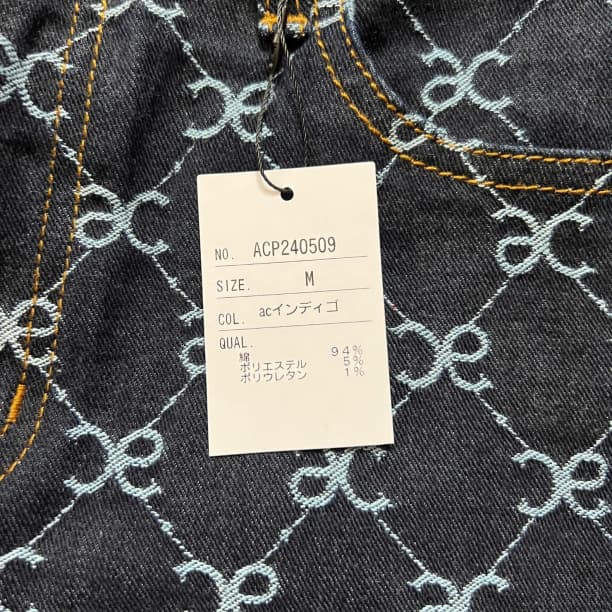 NO. ACP240509
SIZE. M
COL. acインディゴ
QUAL.
綿 94%
ポリエステル 5%
ポリウレタン 1%